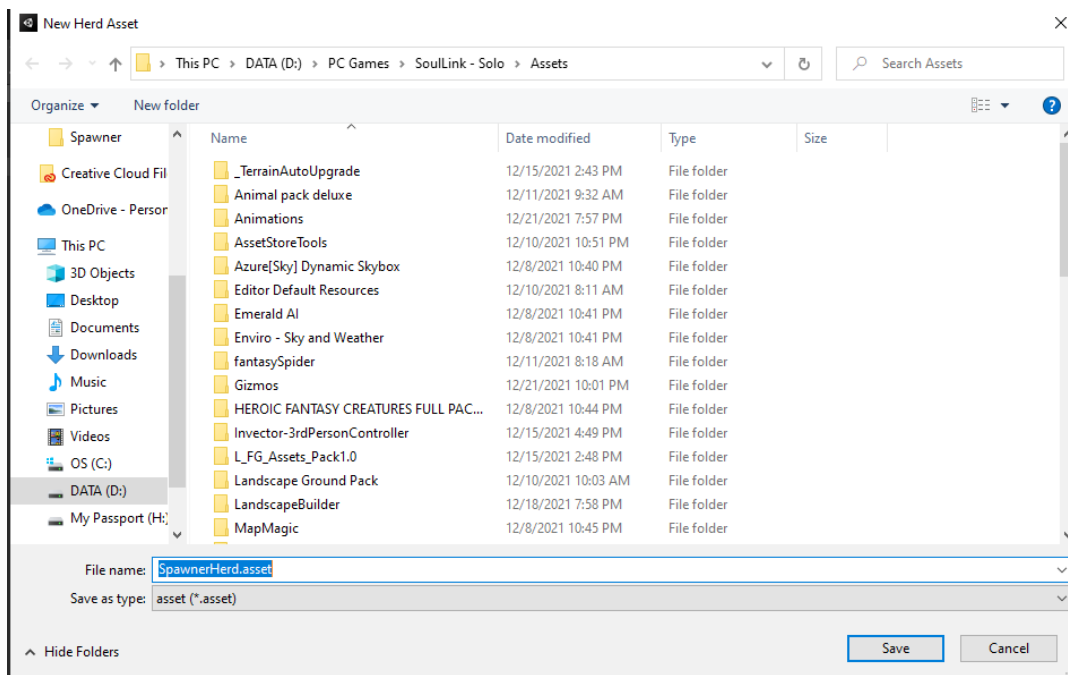 New Herd Asset
This PC > DATA (D:) > PC Games > SoulLink - Solo > Assets
Search Assets
Organize New folder
Name Date modified Type Size
Spawner
Creative Cloud Fil
OneDrive - Person
This PC
3D Objects
Desktop
Documents
Downloads
Music
Pictures
Videos
OS (C:)
DATA (D:)
My Passport (H:)
_TerrainAutoUpgrade 12/15/2021 2:43 PM File folder
Animal pack deluxe 12/11/2021 9:32 AM File folder
Animations 12/21/2021 7:57 PM File folder
AssetStoreTools 12/10/2021 10:51 PM File folder
Azure[Sky] Dynamic Skybox 12/8/2021 10:40 PM File folder
Editor Default Resources 12/10/2021 8:11 AM File folder
Emerald AI 12/8/2021 10:41 PM File folder
Enviro - Sky and Weather 12/8/2021 10:41 PM File folder
fantasySpider 12/11/2021 8:18 AM File folder
Gizmos 12/21/2021 10:01 PM File folder
HEROIC FANTASY CREATURES FULL PAC... 12/8/2021 10:44 PM File folder
Invector-3rdPersonController 12/15/2021 4:49 PM File folder
L_FG_Assets_Pack1.0 12/15/2021 2:48 PM File folder
Landscape Ground Pack 12/10/2021 10:03 AM File folder
LandscapeBuilder 12/18/2021 7:58 PM File folder
MapMagic 12/8/2021 10:45 PM File folder
File name: SpawnerHerd.asset
Save as type: asset (*.asset)
Hide Folders
Save Cancel